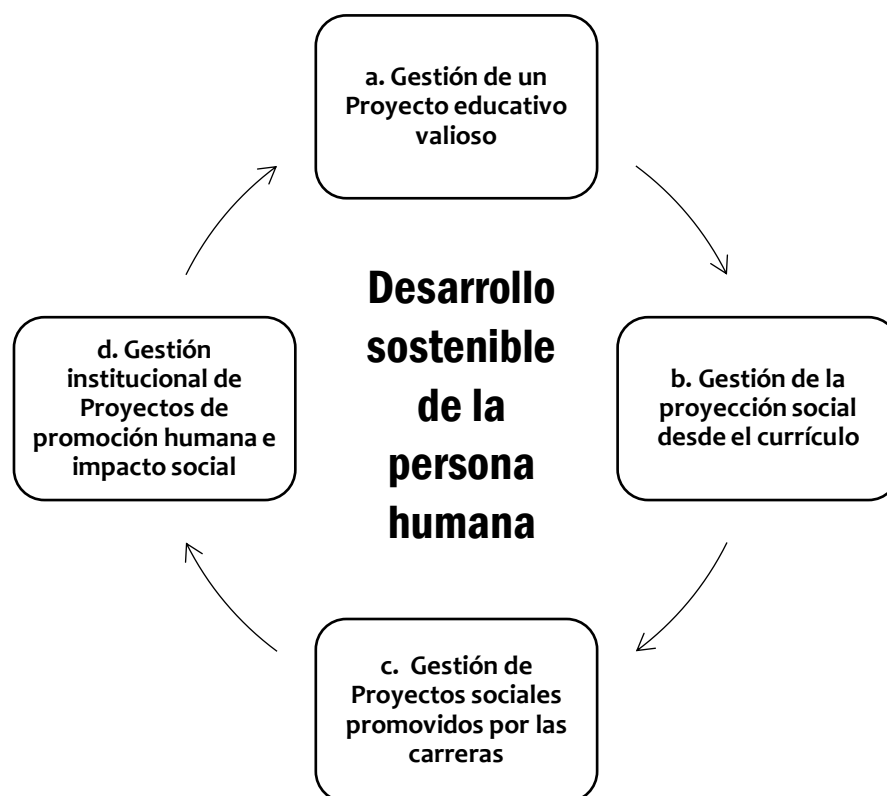 a. Gestión de un
Proyecto educativo
valioso
Desarrollo
sostenible
de la
persona
humana
d. Gestión
institucional de
Proyectos de
promoción humana e
impacto social
b. Gestión de la
proyección social
desde el currículo
c. Gestión de
Proyectos sociales
promovidos por las
carreras